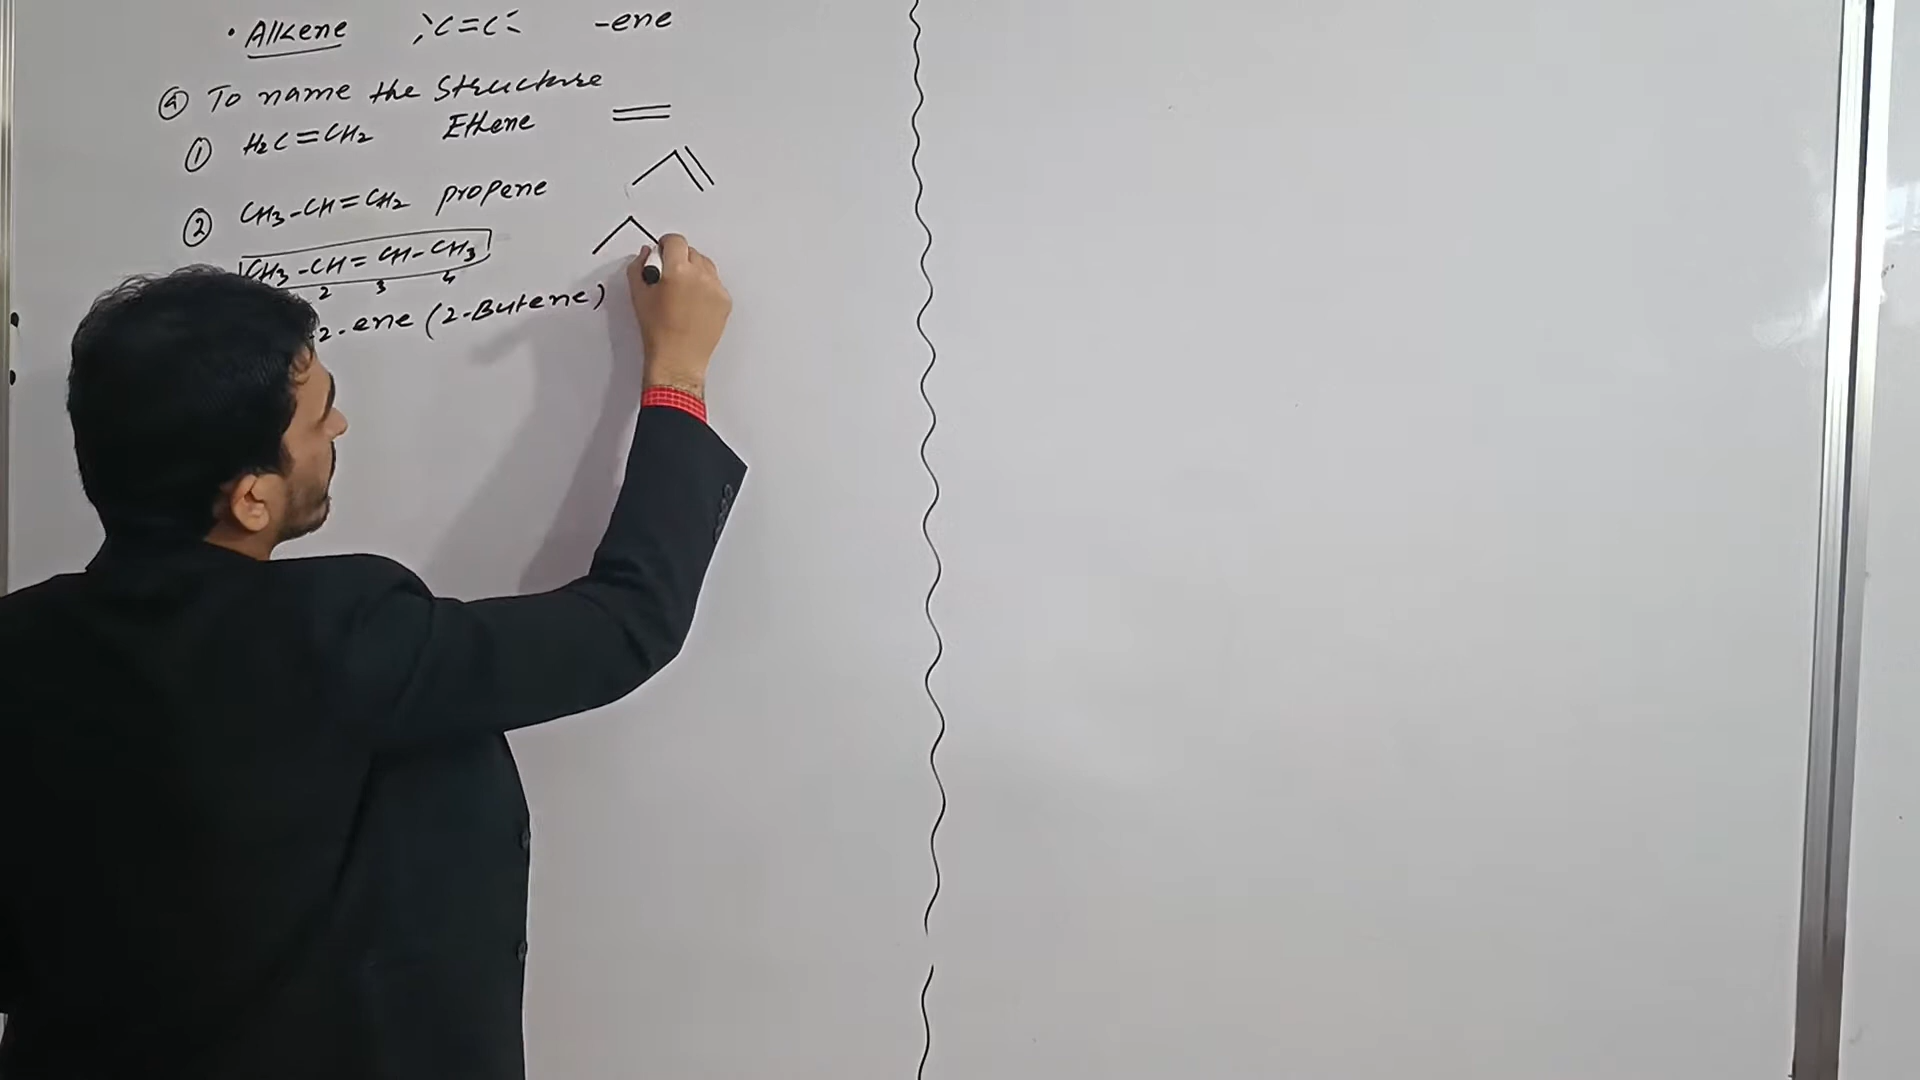 • Alkene >C=C< -ene
ⓐ To name the structure
① H₂C=CH₂ Ethene
② CH₃-CH=CH₂ propene
CH₃-CH=CH-CH₃
2 3 4
-2-ene (2-Butene)